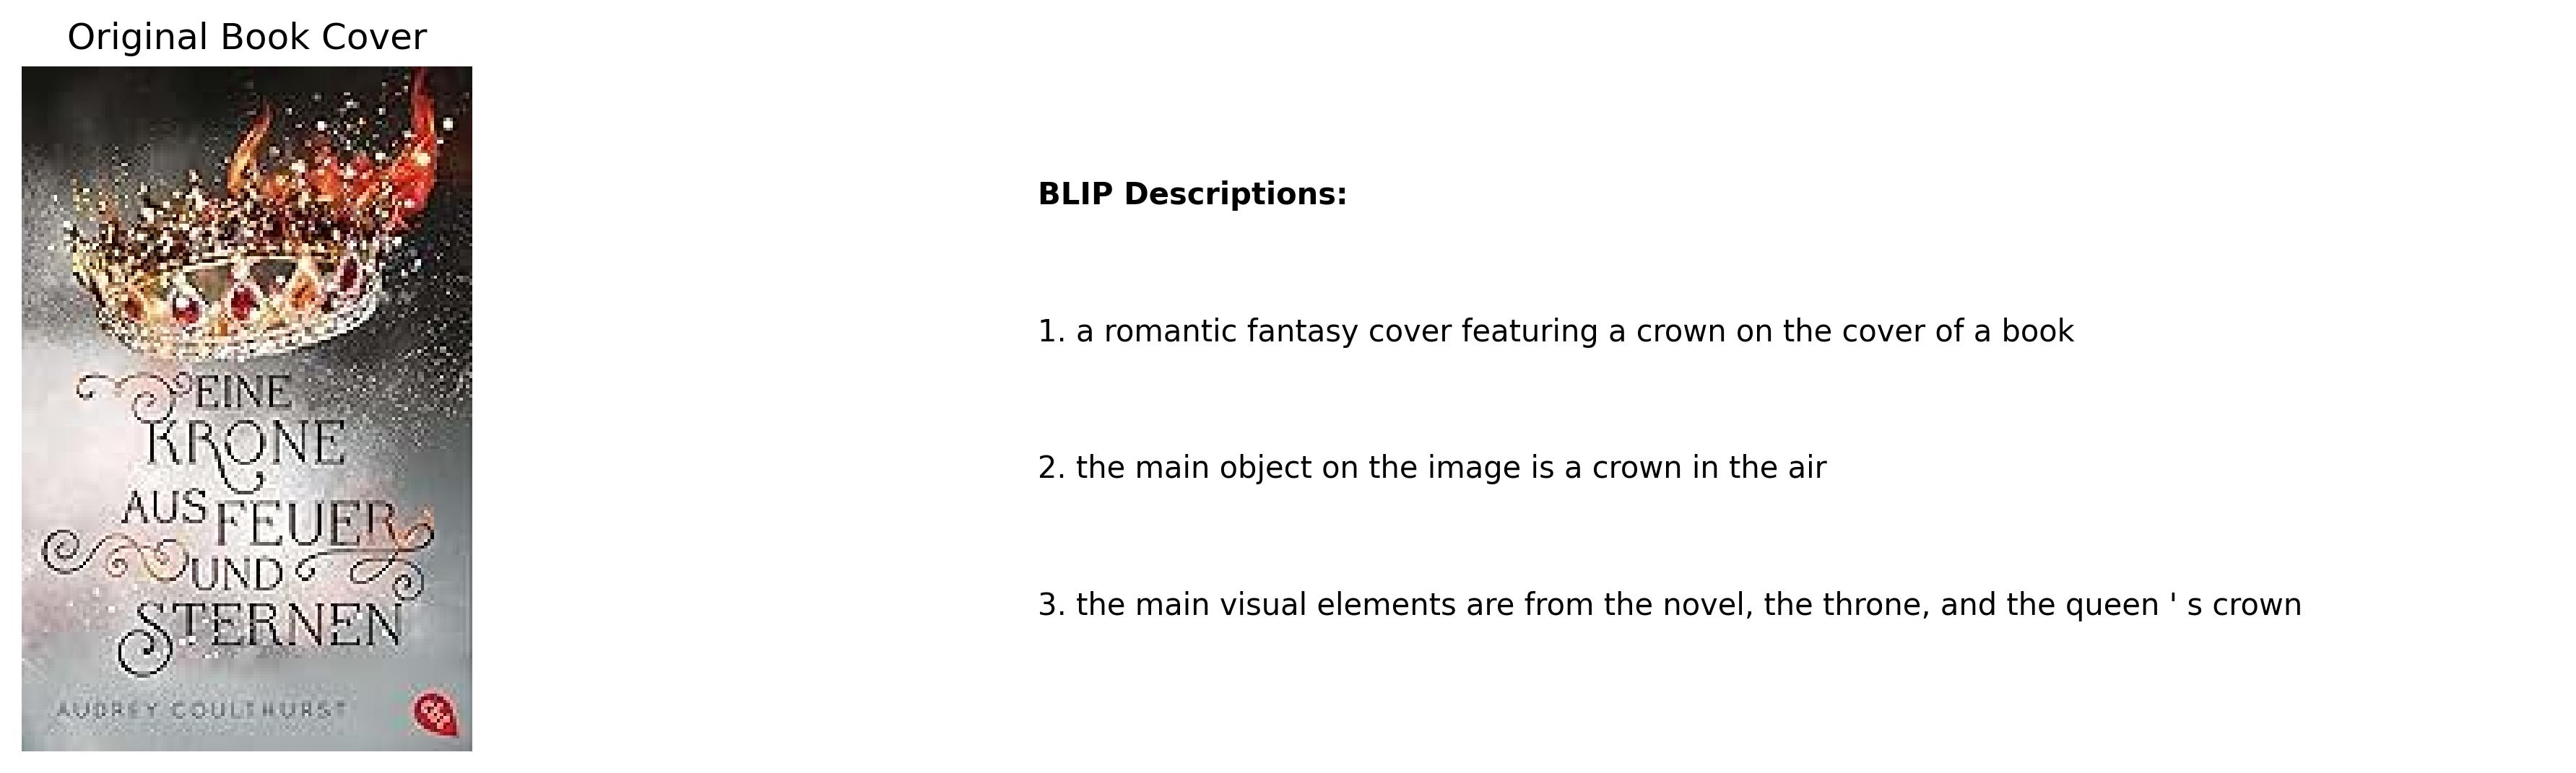 Original Book Cover
EINE
KRONE
AUS FEUER
UND
STERNEN
AUDREY COULTHURST
BLIP Descriptions:
1. a romantic fantasy cover featuring a crown on the cover of a book
2. the main object on the image is a crown in the air
3. the main visual elements are from the novel, the throne, and the queen ' s crown